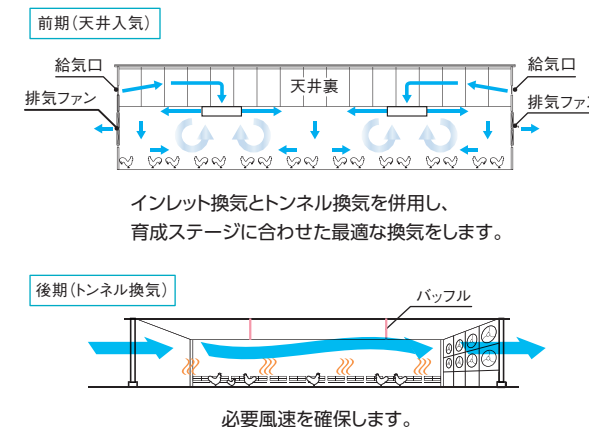 前期(天井入気)
給気口
給気口
天井裏
排気ファン
排気ファン
インレット換気とトンネル換気を併用し、
育成ステージに合わせた最適な換気をします。
後期(トンネル換気)
バッフル
必要風速を確保します。